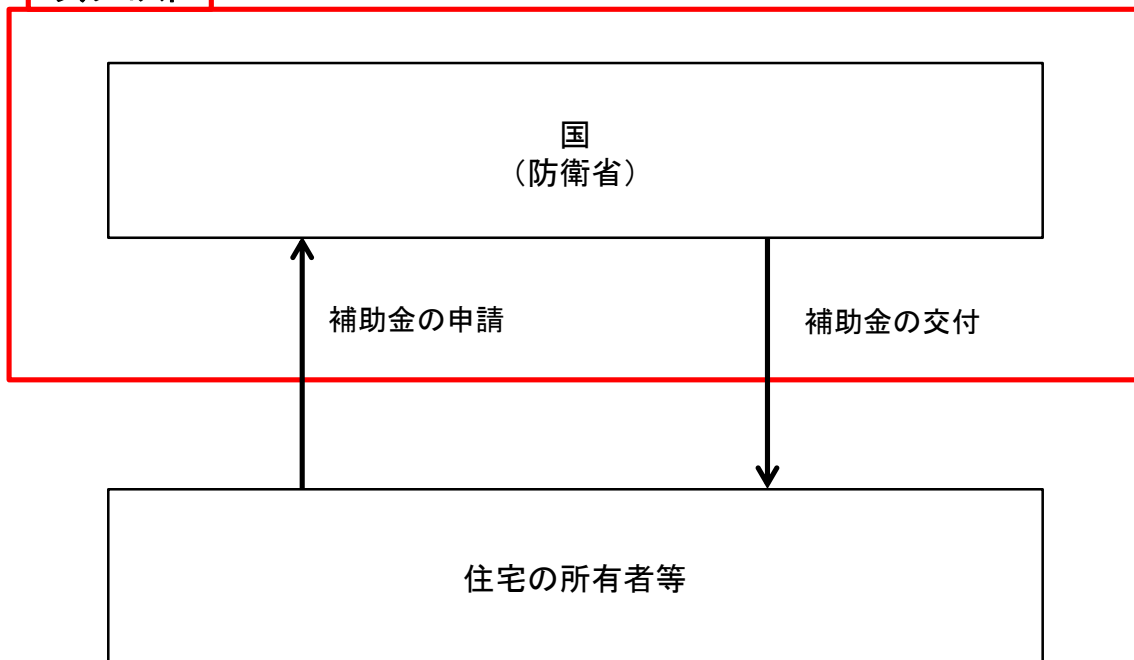 国
（防衛省）
補助金の申請
補助金の交付
住宅の所有者等